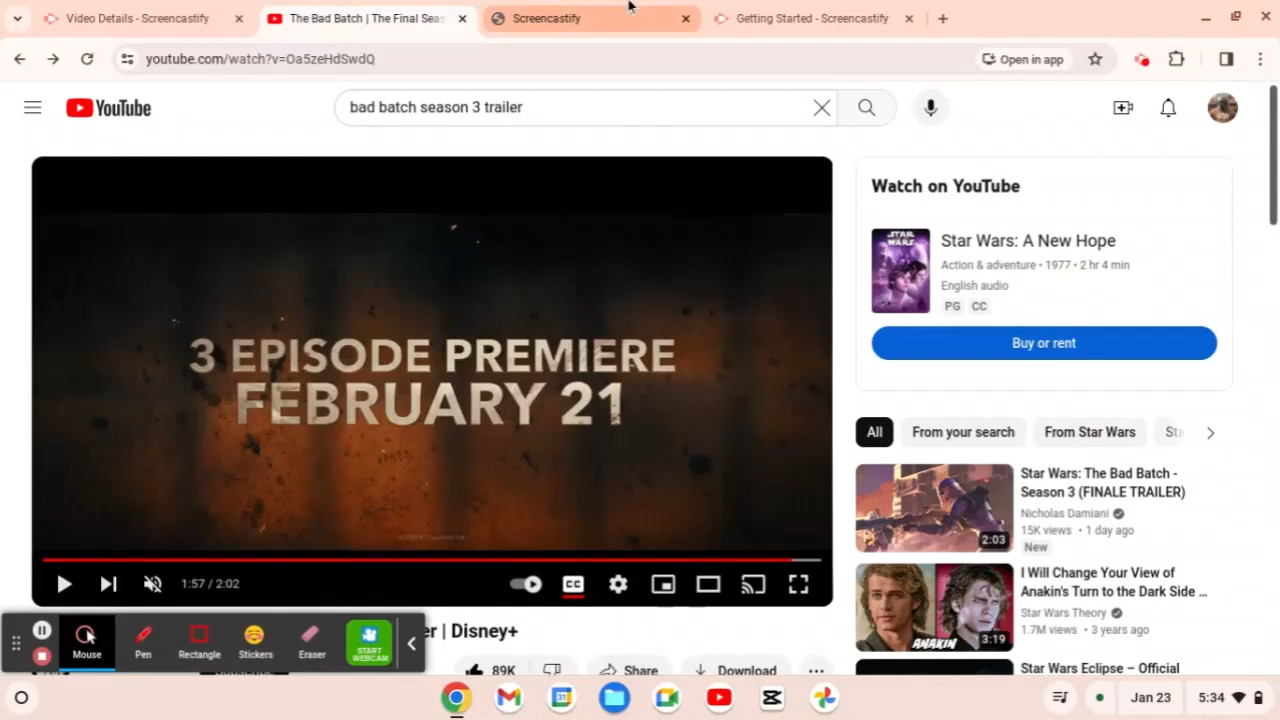 Video Details - Screencastify
The Bad Batch | The Final Seas
Screencastify
Getting Started - Screencastify
youtube.com/watch?v=Oa5zeHdSwdQ
Open in app
YouTube
bad batch season 3 trailer
3 EPISODE PREMIERE
FEBRUARY 21
Watch on YouTube
STAR WARS
Star Wars: A New Hope
Action & adventure • 1977 • 2 hr 4 min
English audio
PG CC
Buy or rent
All
From your search
From Star Wars
Sta
Star Wars: The Bad Batch -
Season 3 (FINALE TRAILER)
Nicholas Damiani
15K views • 1 day ago
New
2:03
I Will Change Your View of
Anakin's Turn to the Dark Side ...
Star Wars Theory
1.7M views • 3 years ago
ANAKIN
3:19
Star Wars Eclipse – Official
1:57 / 2:02
CC
Mouse
Pen
Rectangle
Stickers
Eraser
START
WEBCAM
er | Disney+
89K
Share
Download
31
Jan 23
5:34